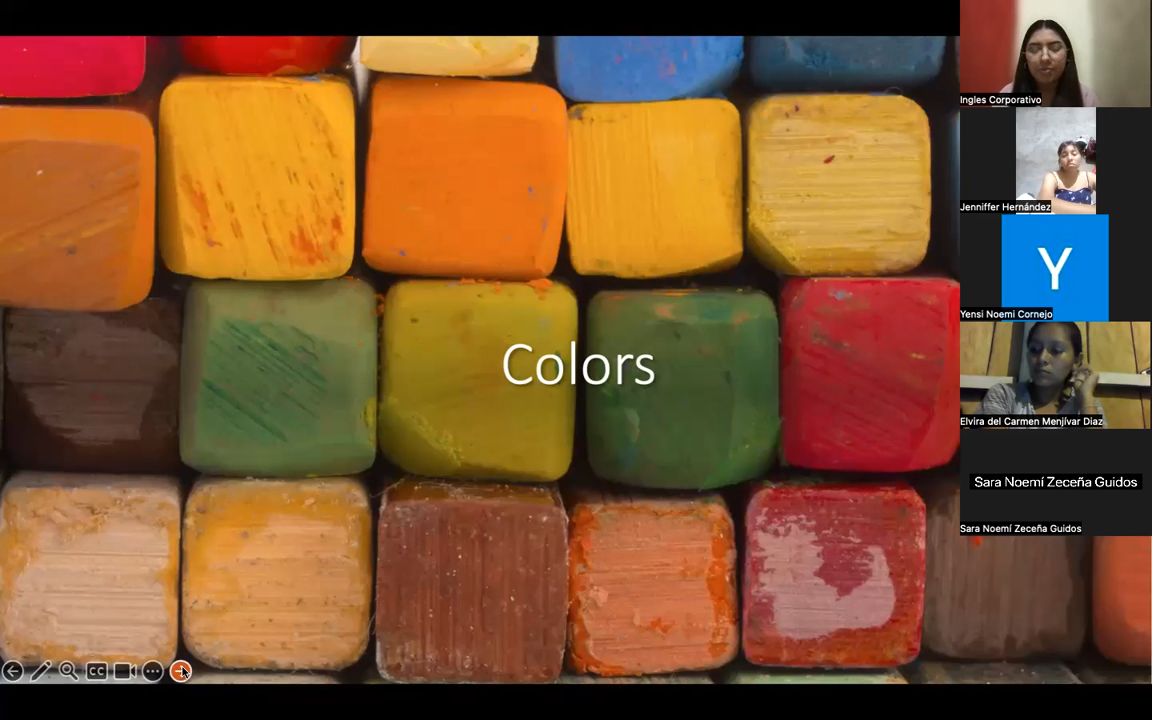 Colors
Ingles Corporativo
Jenniffer Hernández
Y
Yensi Noemi Cornejo
Elvira del Carmen Menjívar Diaz
Sara Noemí Zeceña Guidos
Sara Noemí Zeceña Guidos
CC